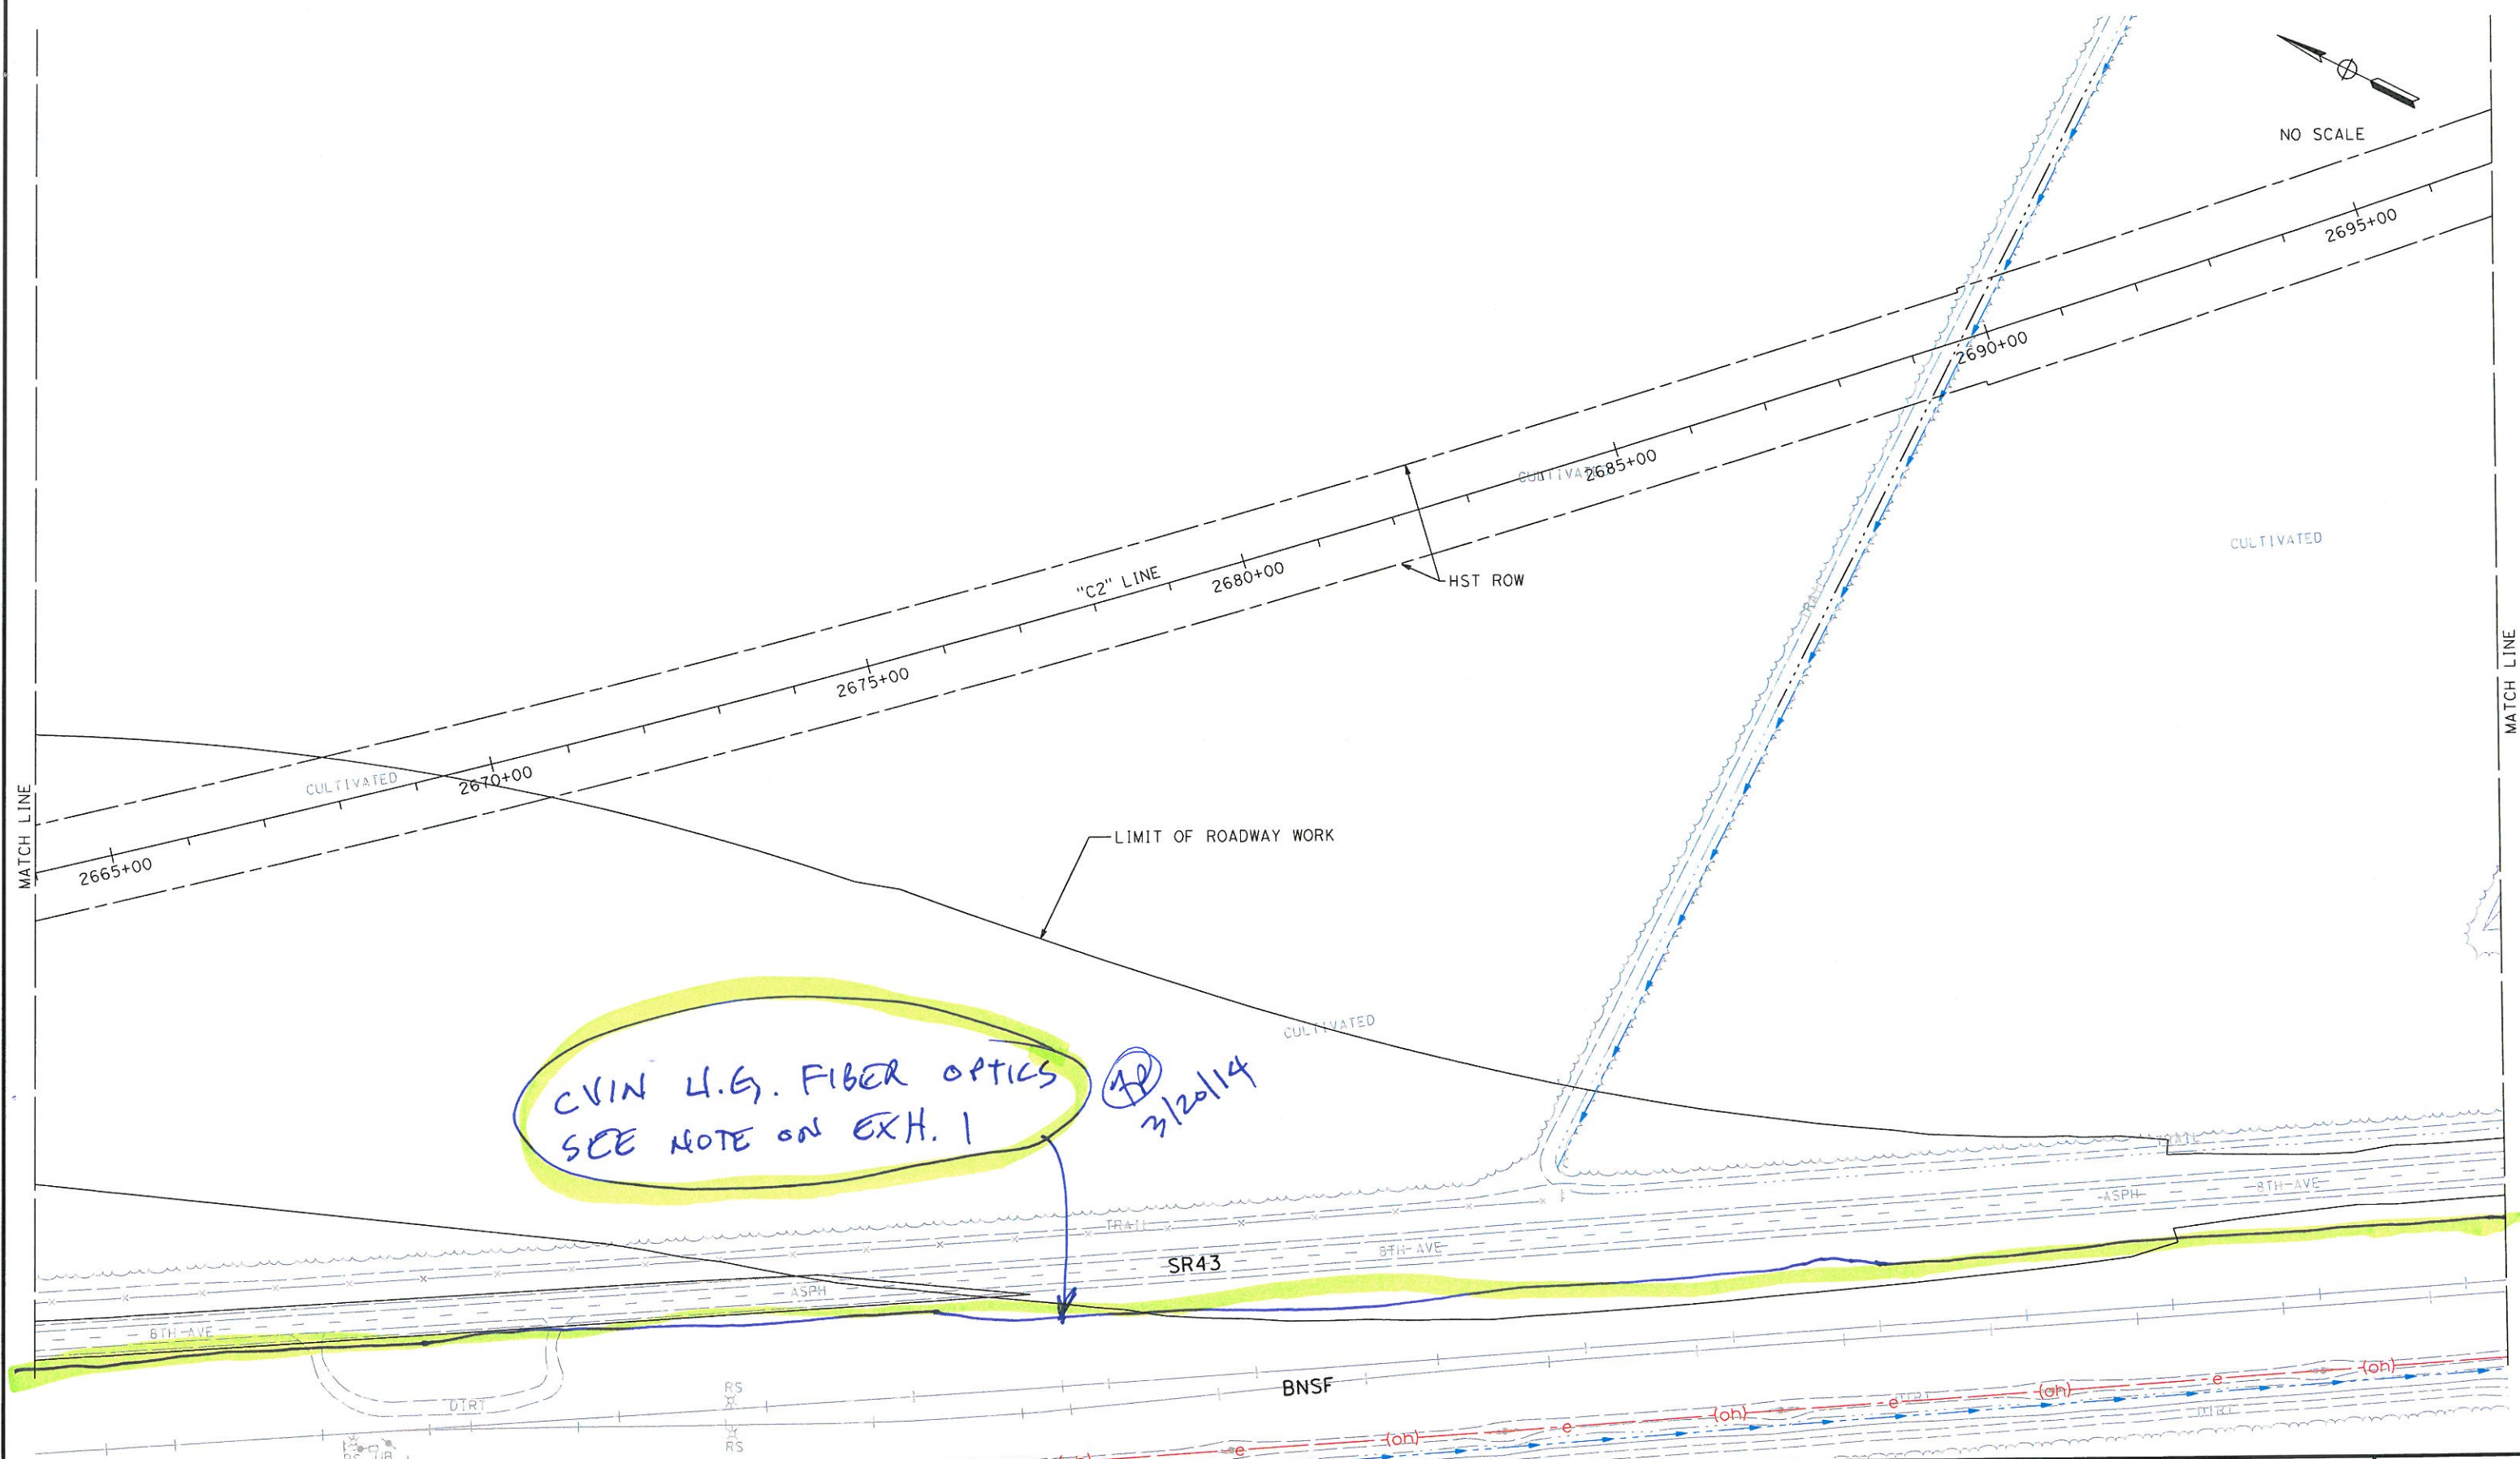 NO SCALE
2695+00
2690+00
CULTIVATED
2685+00
CULTIVATED
"C2" LINE
2680+00
HST ROW
TRAIL
MATCH LINE
2675+00
CULTIVATED
2670+00
MATCH LINE
2665+00
LIMIT OF ROADWAY WORK
CULTIVATED
CVIN U.G. FIBER OPTICS
SEE NOTE ON EXH. 1
3/20/14
TRAIL
TRAIL
ASPH
8TH-AVE
8TH-AVE
SR43
ASPH
8TH-AVE
DIRT
RS
RS
BNSF
e
(oh)
e
(oh)
e
(oh)
e
(oh)
DIRT
DIRT
RS